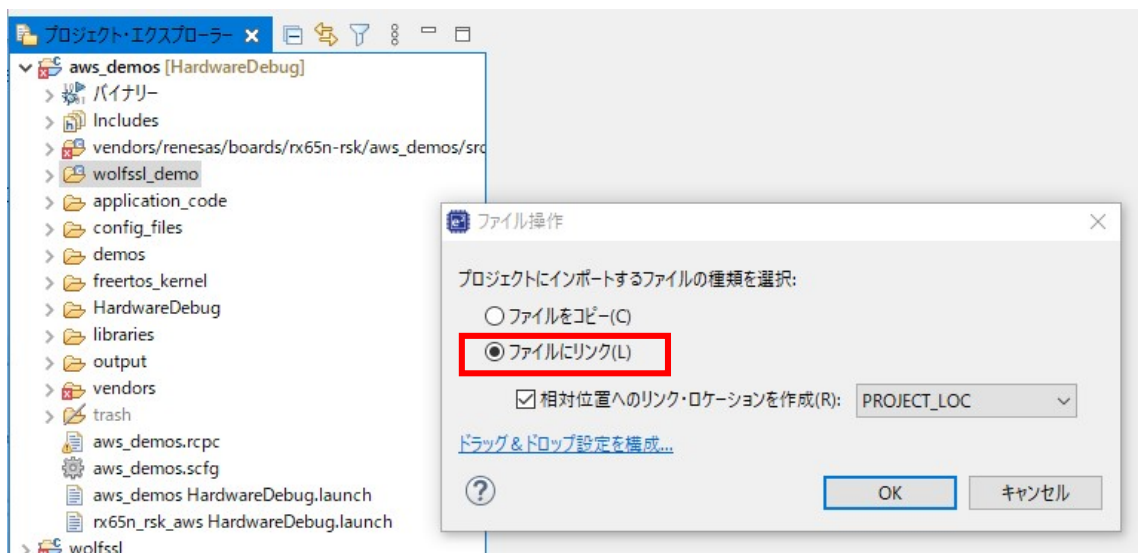 プロジェクト・エクスプローラー
aws_demos [HardwareDebug]
バイナリー
Includes
vendors/renesas/boards/rx65n-rsk/aws_demos/src
wolfssl_demo
application_code
config_files
demos
freertos_kernel
HardwareDebug
libraries
output
vendors
trash
aws_demos.rcpc
aws_demos.scfg
aws_demos HardwareDebug.launch
rx65n_rsk_aws HardwareDebug.launch
wolfssl
ファイル操作
プロジェクトにインポートするファイルの種類を選択:
ファイルをコピー(C)
ファイルにリンク(L)
相対位置へのリンク・ロケーションを作成(R): PROJECT_LOC
ドラッグ&ドロップ設定を構成...
OK キャンセル